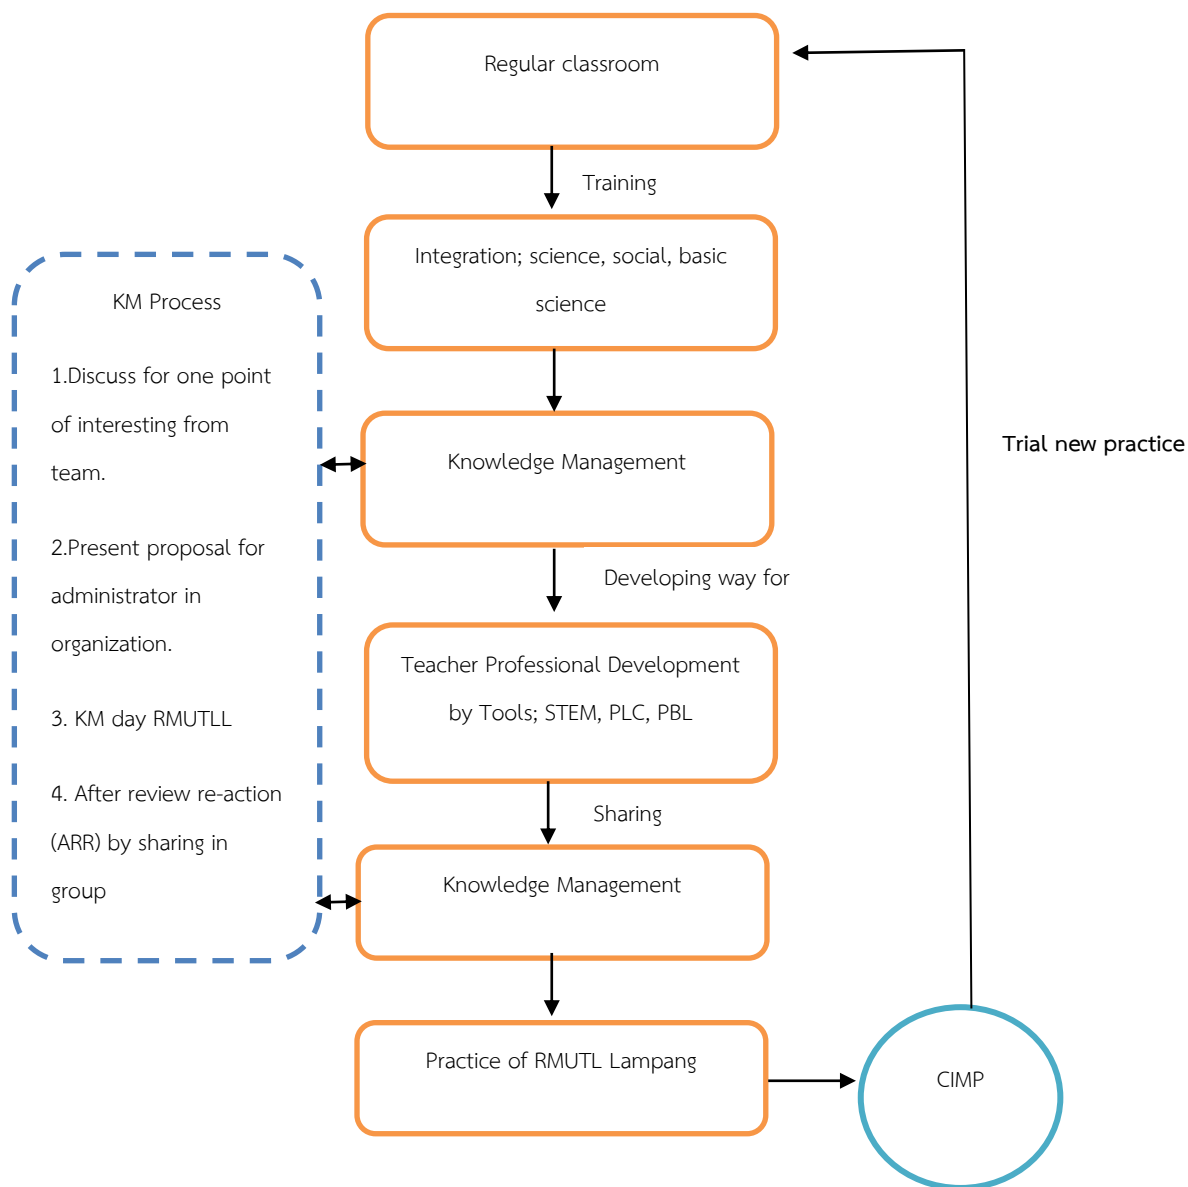 Regular classroom
Training
Integration; science, social, basic
science
KM Process
1.Discuss for one point
of interesting from
team.
2.Present proposal for
administrator in
organization.
3. KM day RMUTLL
4. After review re-action
(ARR) by sharing in
group
Knowledge Management
Developing way for
Teacher Professional Development
by Tools; STEM, PLC, PBL
Sharing
Knowledge Management
Practice of RMUTL Lampang
CIMP
Trial new practice